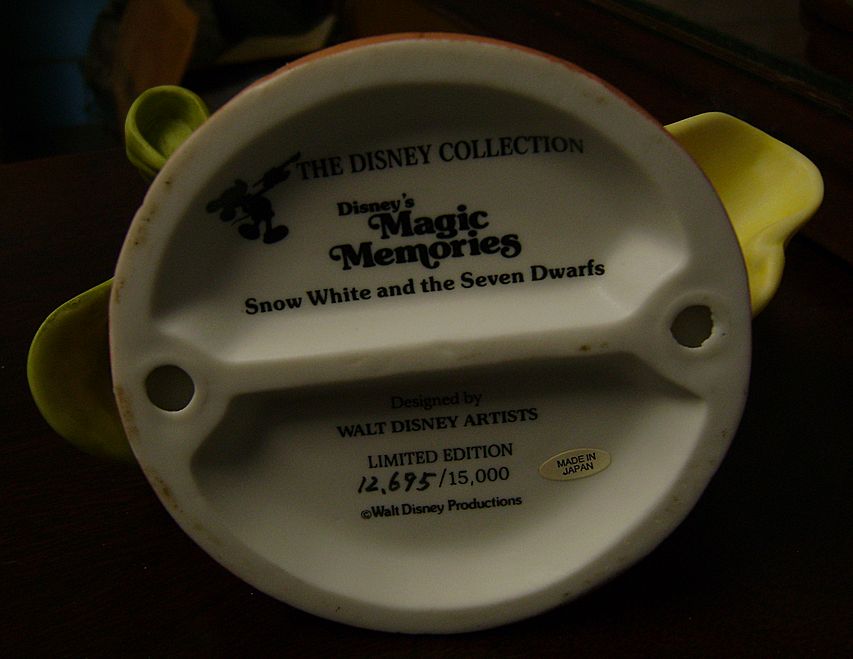 THE DISNEY COLLECTION
Disney's
Magic
Memories
Snow White and the Seven Dwarfs
Designed by
WALT DISNEY ARTISTS
LIMITED EDITION
12,695/15,000
©Walt Disney Productions
MADE IN
JAPAN